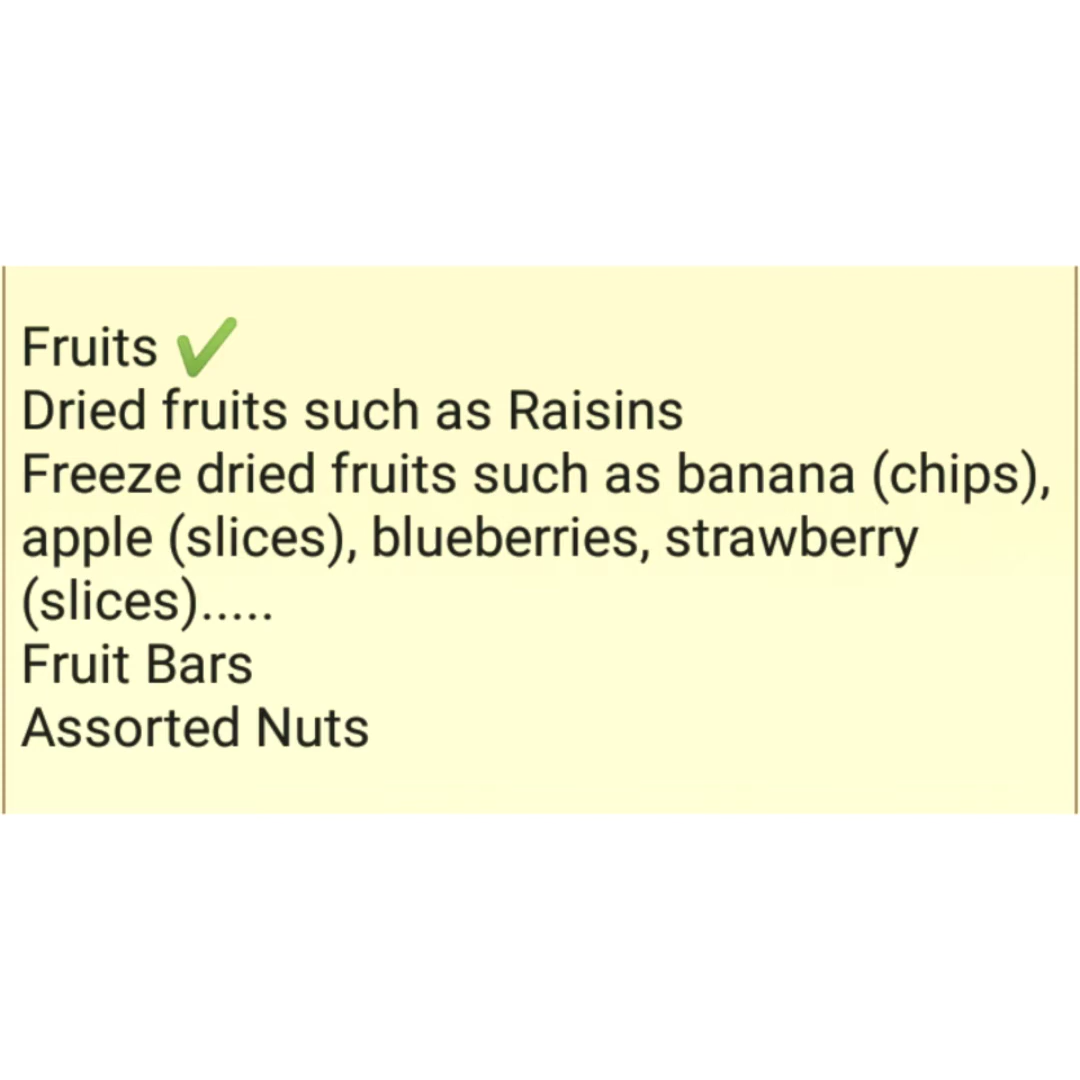 Fruits ✔
Dried fruits such as Raisins
Freeze dried fruits such as banana (chips),
apple (slices), blueberries, strawberry
(slices).....
Fruit Bars
Assorted Nuts